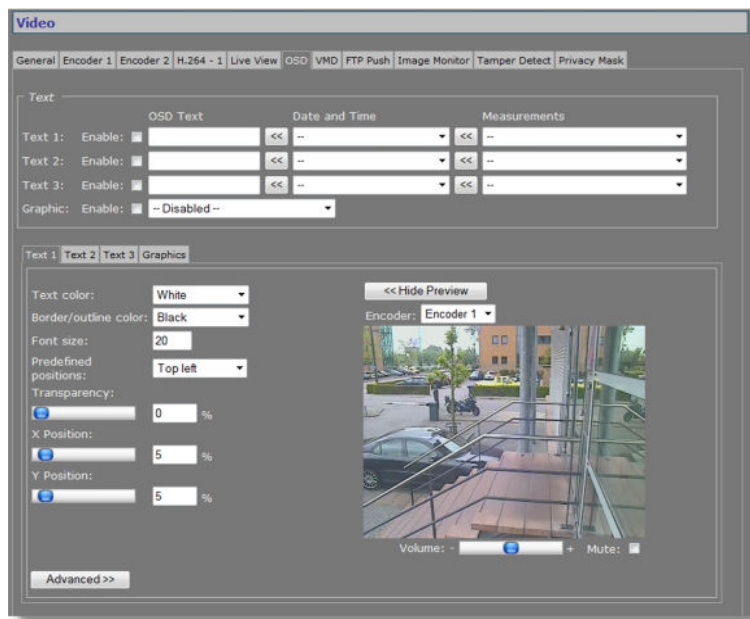 Video
General Encoder 1 Encoder 2 H.264 - 1 Live View OSD VMD FTP Push Image Monitor Tamper Detect Privacy Mask
Text
OSD Text Date and Time Measurements
Text 1: Enable: << -- << --
Text 2: Enable: << -- << --
Text 3: Enable: << -- << --
Graphic: Enable: -- Disabled --
Text 1 Text 2 Text 3 Graphics
<< Hide Preview
Text color: White
Encoder: Encoder 1
Border/outline color: Black
Font size: 20
Predefined
positions: Top left
Transparency:
0 %
X Position:
5 %
Y Position:
5 %
Volume: - + Mute:
Advanced >>